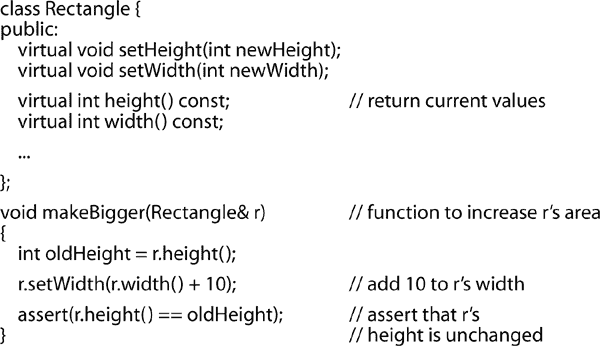 class Rectangle {
public:
virtual void setHeight(int newHeight);
virtual void setWidth(int newWidth);
virtual int height() const; // return current values
virtual int width() const;
...
};
void makeBigger(Rectangle& r) // function to increase r's area
{
int oldHeight = r.height();
r.setWidth(r.width() + 10); // add 10 to r's width
assert(r.height() == oldHeight); // assert that r's
} // height is unchanged